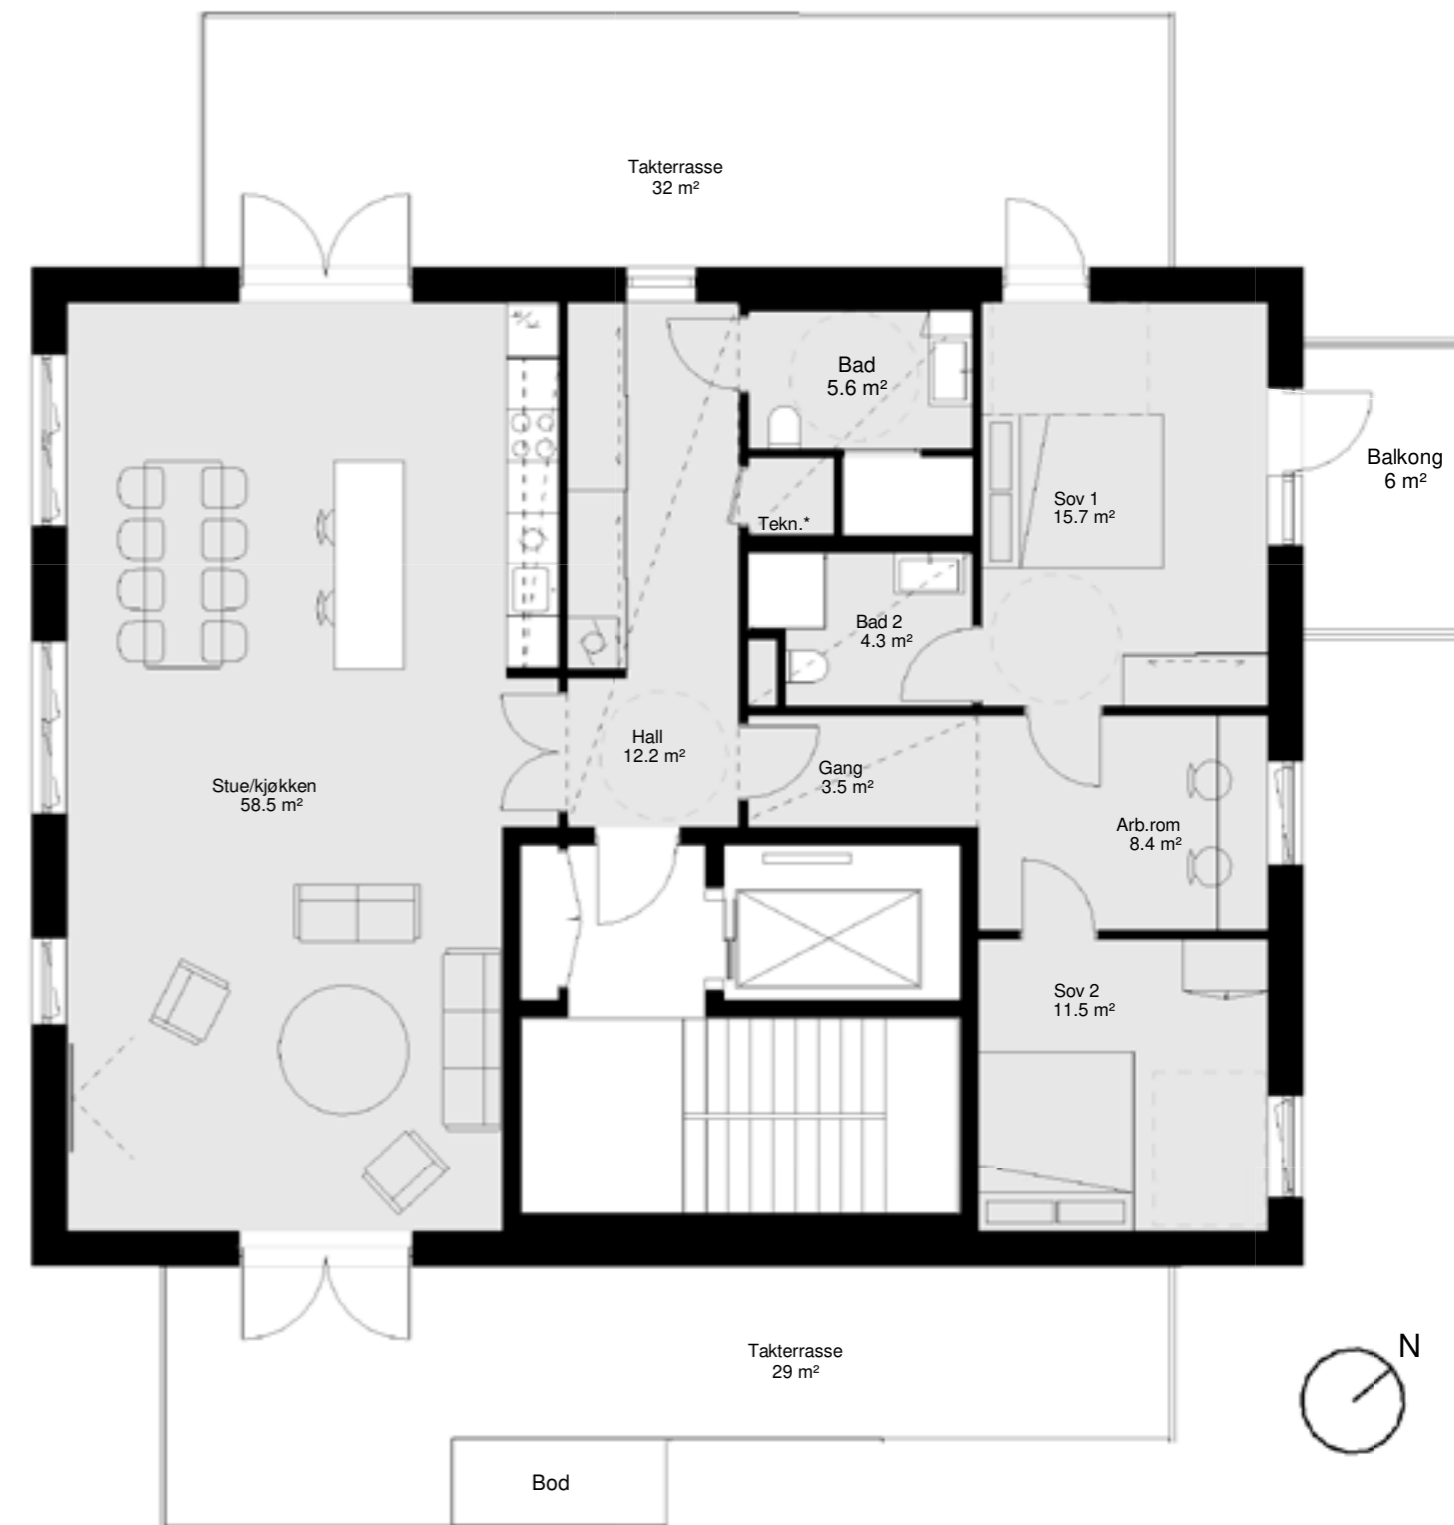 Takterrasse
32 m²
Bad
5.6 m²
Balkong
6 m²
Sov 1
15.7 m²
Tekn.*
Bad 2
4.3 m²
Hall
12.2 m²
Gang
3.5 m²
Stue/kjøkken
58.5 m²
Arb.rom
8.4 m²
Sov 2
11.5 m²
Takterrasse
29 m²
N
Bod